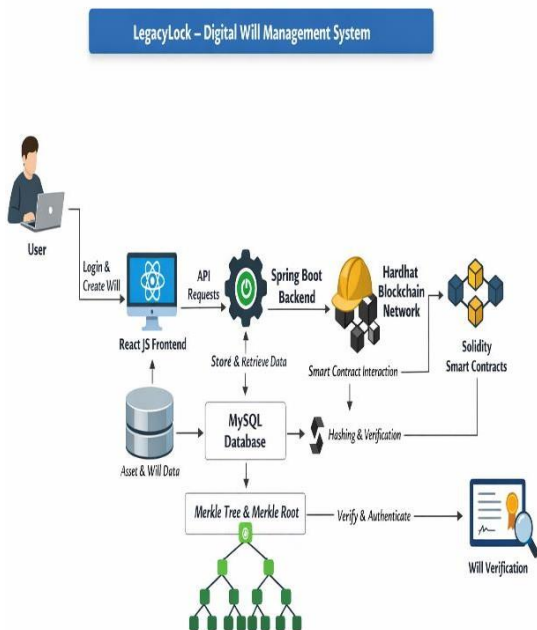 LegacyLock – Digital Will Management System
User
Login &
Create Will
React JS Frontend
API
Requests
Spring Boot
Backend
Hardhat
Blockchain
Network
Solidity
Smart Contracts
Store & Retrieve Data
Smart Contract Interaction
MySQL
Database
Hashing & Verification
Asset & Will Data
Merkle Tree & Merkle Root
Verify & Authenticate
Will Verification